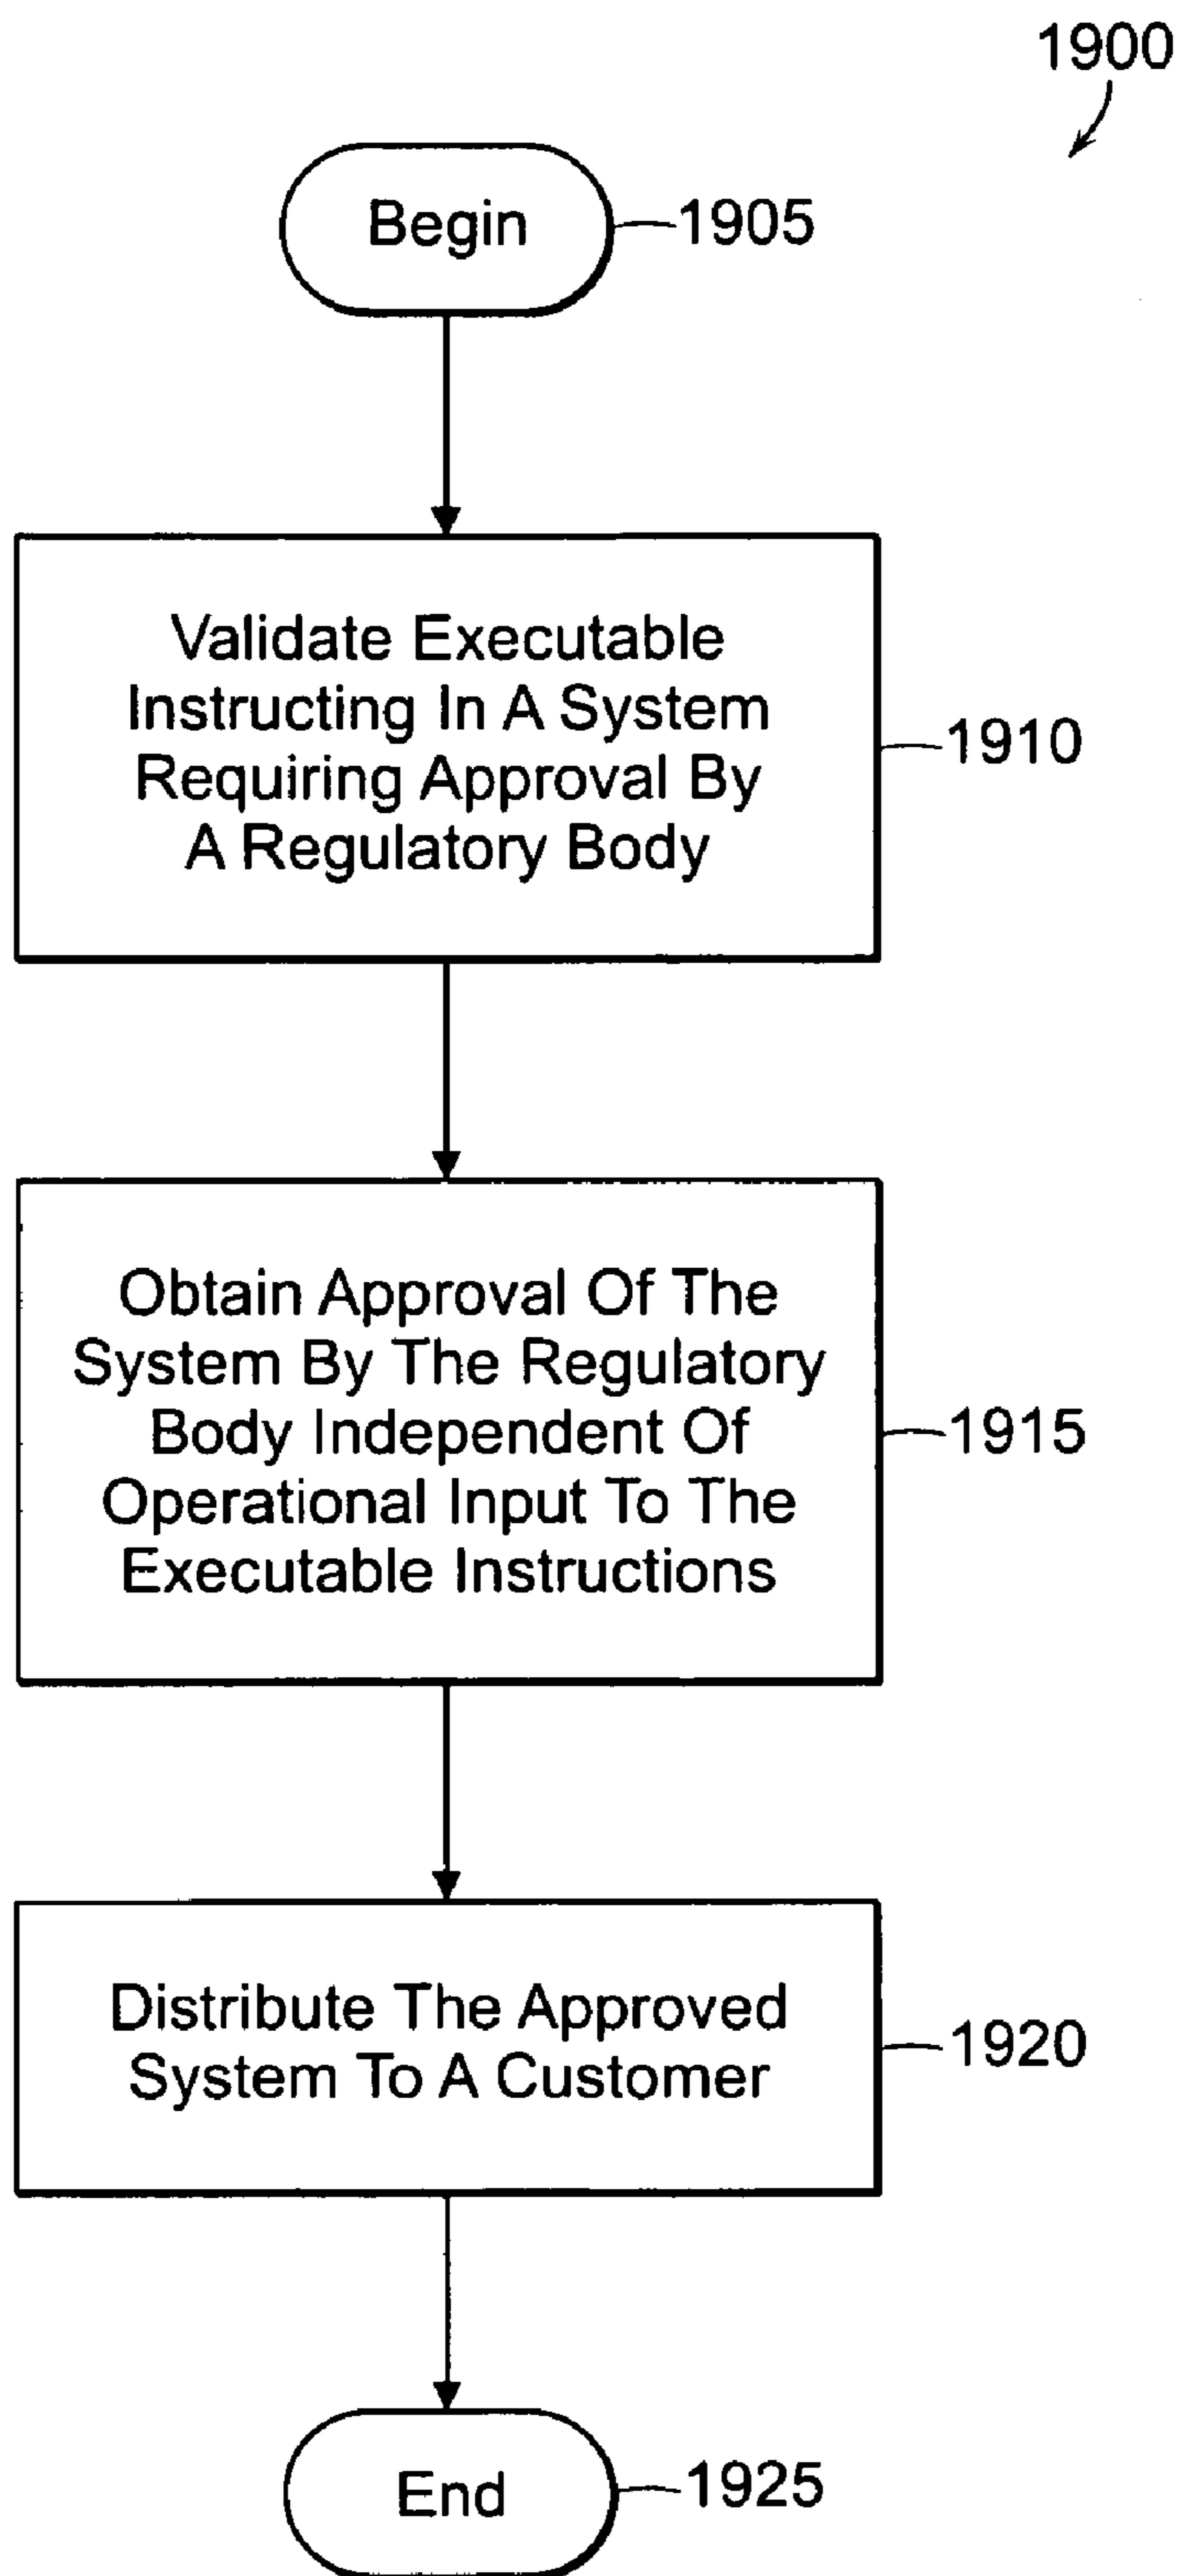 1900
Begin
1905
Validate Executable
Instructing In A System
Requiring Approval By
A Regulatory Body
1910
Obtain Approval Of The
System By The Regulatory
Body Independent Of
Operational Input To The
Executable Instructions
1915
Distribute The Approved
System To A Customer
1920
End
1925